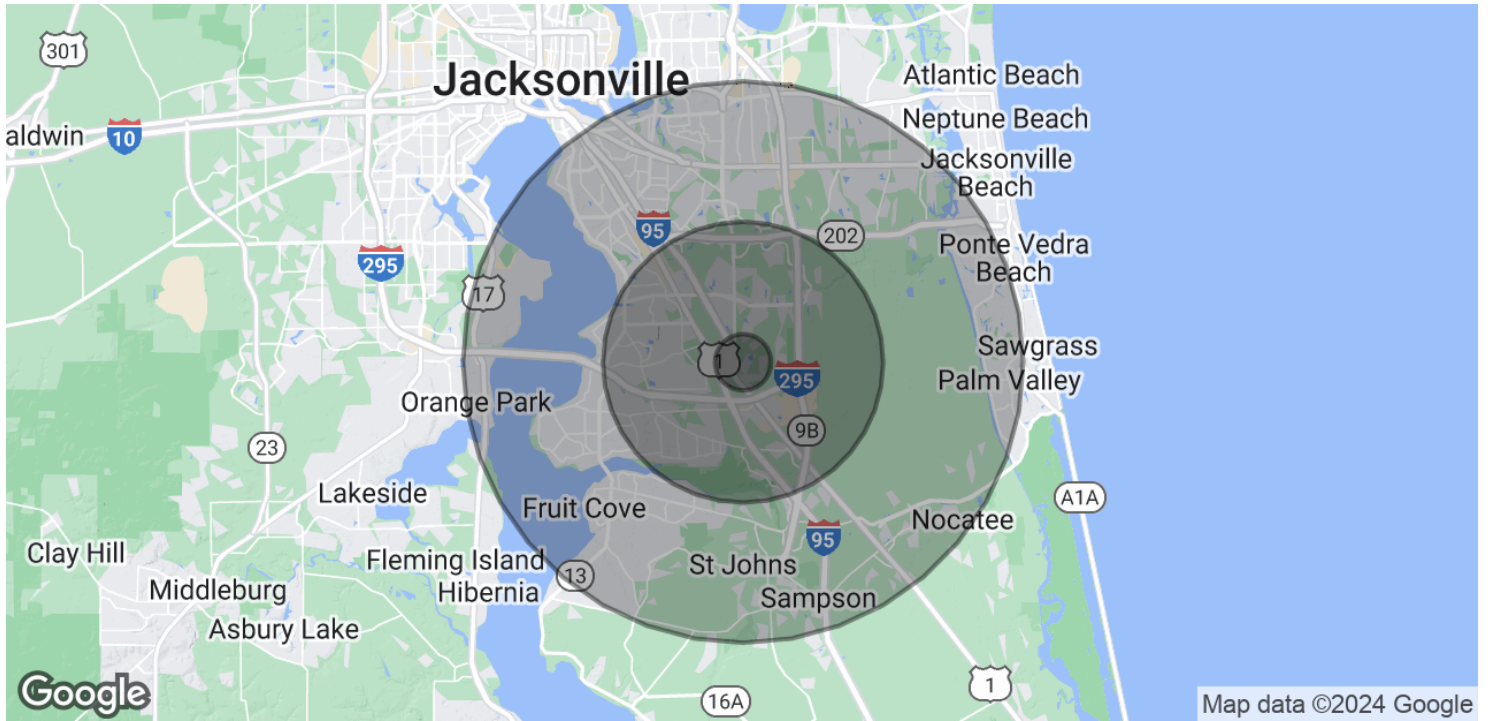 301
Jacksonville
Atlantic Beach
Neptune Beach
aldwin
10
Jacksonville
Beach
95
202
Ponte Vedra
Beach
295
17
1
295
Sawgrass
Palm Valley
Orange Park
9B
23
Lakeside
A1A
Fruit Cove
Nocatee
95
Clay Hill
Fleming Island
St Johns
Hibernia
13
Middleburg
Sampson
Asbury Lake
1
16A
Google
Map data ©2024 Google